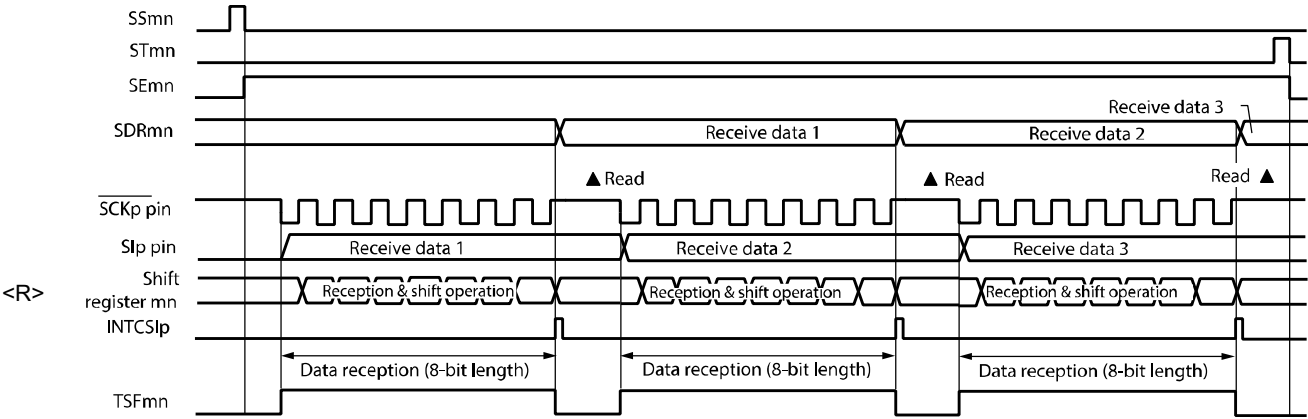 SSmn
STmn
SEmn
Receive data 3
SDRmn
Receive data 1
Receive data 2
▲ Read
▲ Read
Read ▲
SCKp pin
SIp pin
Receive data 1
Receive data 2
Receive data 3
Shift
register mn
<R>
Reception & shift operation
Reception & shift operation
Reception & shift operation
INTCSIp
Data reception (8-bit length)
Data reception (8-bit length)
Data reception (8-bit length)
TSFmn